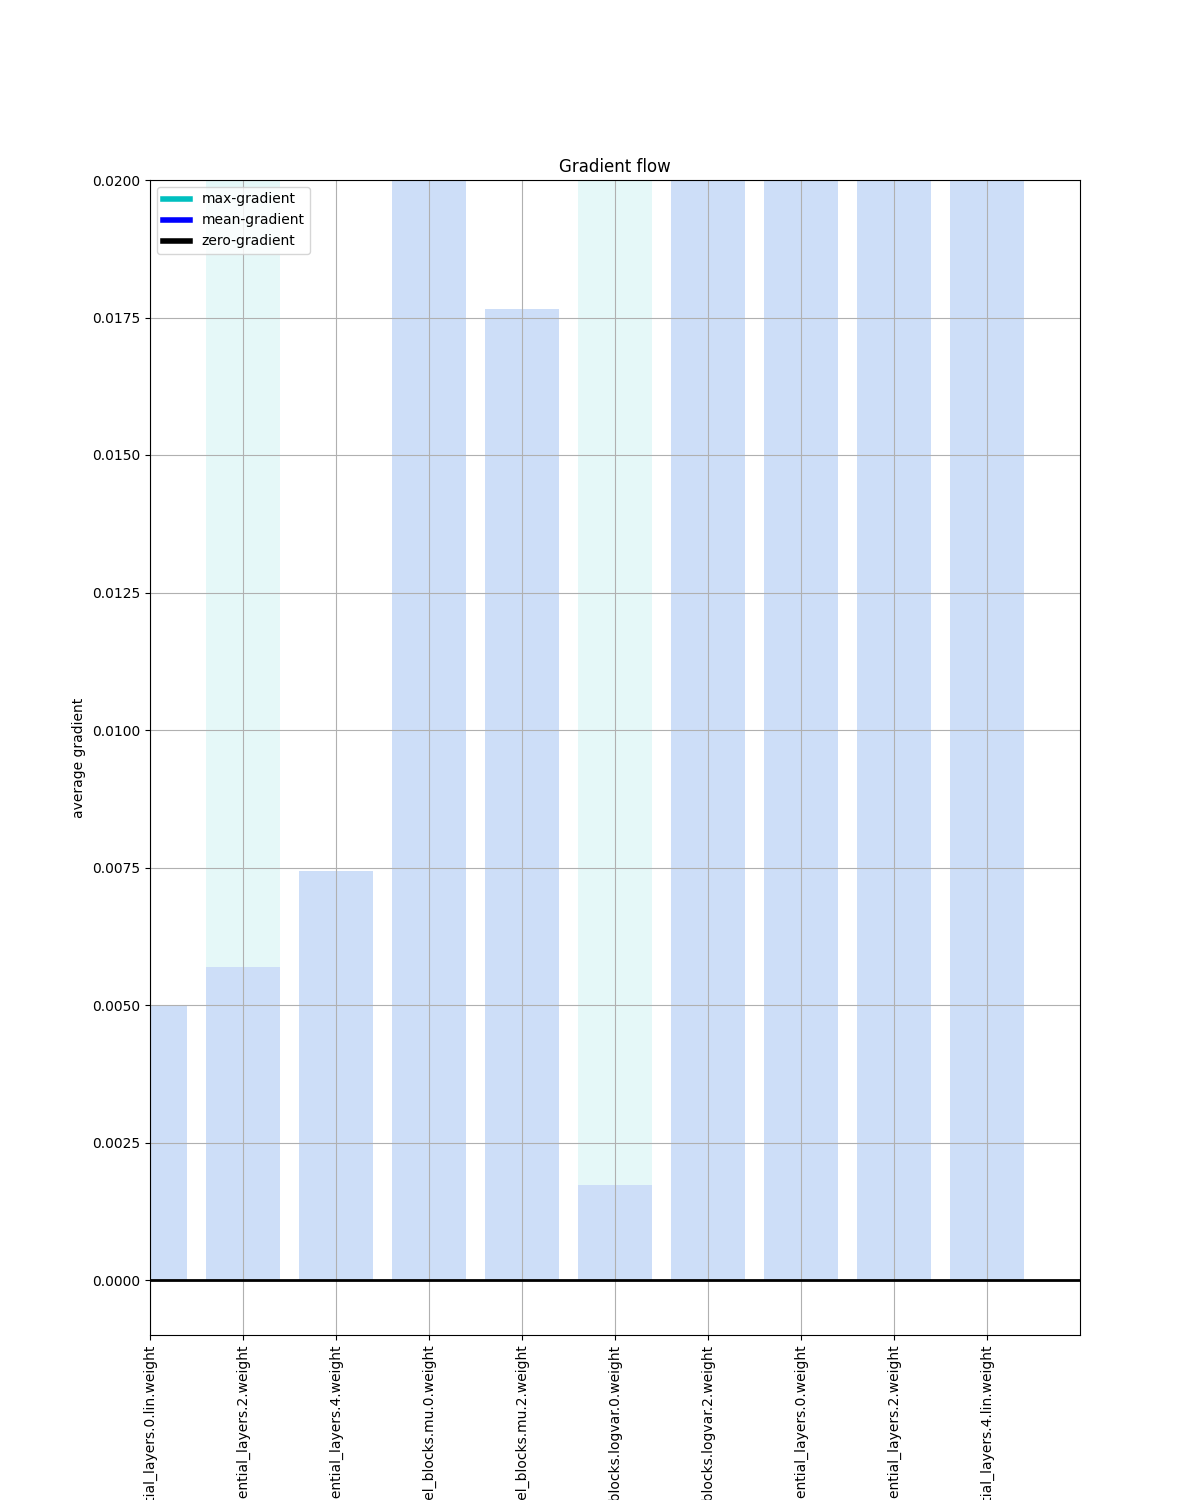 Gradient flow
max-gradient
mean-gradient
zero-gradient
0.0200
0.0175
0.0150
0.0125
0.0100
0.0075
0.0050
0.0025
0.0000
average gradient
tial_layers.0.lin.weight
ential_layers.2.weight
ential_layers.4.weight
el_blocks.mu.0.weight
el_blocks.mu.2.weight
blocks.logvar.0.weight
blocks.logvar.2.weight
ential_layers.0.weight
ential_layers.2.weight
tial_layers.4.lin.weight